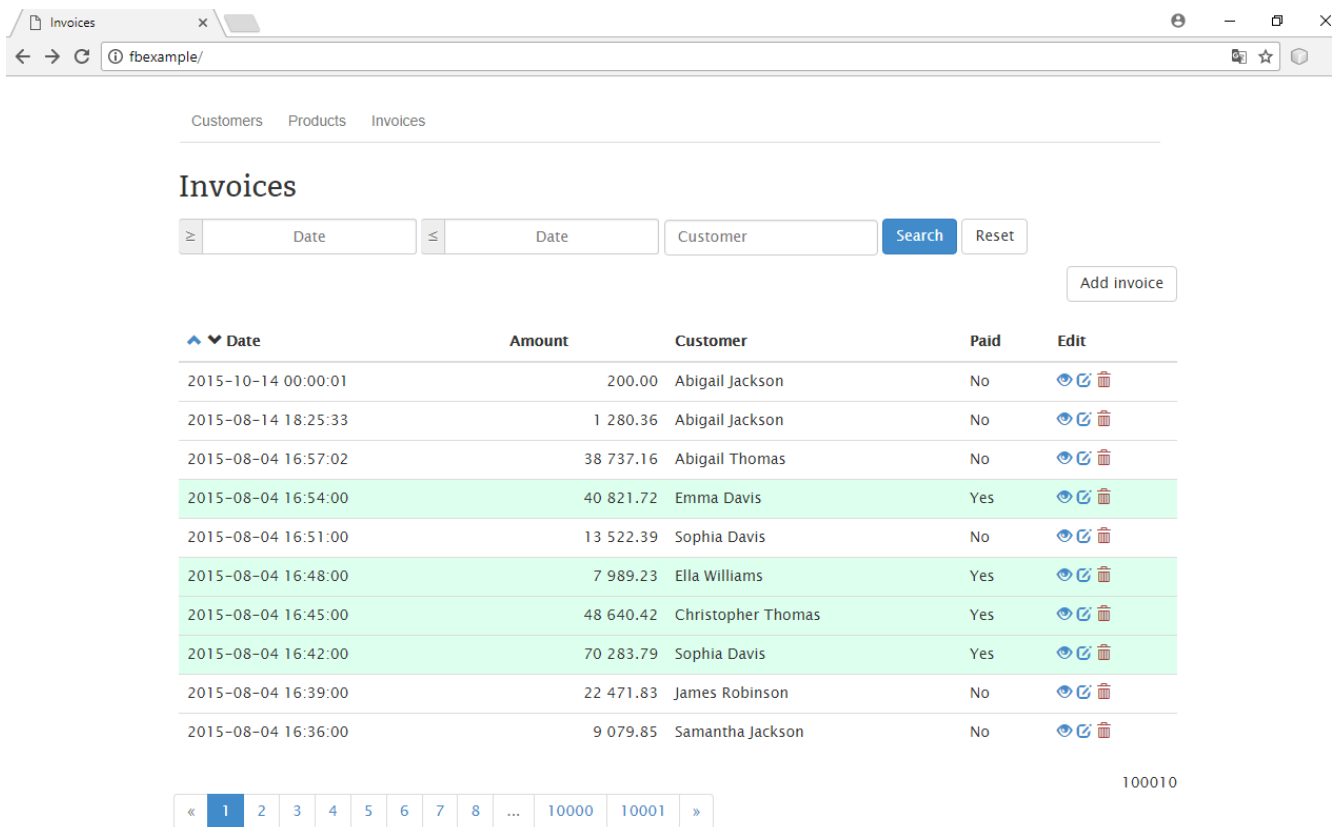 Invoices
fbexample/
Customers Products Invoices
Invoices
≥ Date ≤ Date Customer Search Reset
Add invoice
Date Amount Customer Paid Edit
2015-10-14 00:00:01 200.00 Abigail Jackson No
2015-08-14 18:25:33 1 280.36 Abigail Jackson No
2015-08-04 16:57:02 38 737.16 Abigail Thomas No
2015-08-04 16:54:00 40 821.72 Emma Davis Yes
2015-08-04 16:51:00 13 522.39 Sophia Davis No
2015-08-04 16:48:00 7 989.23 Ella Williams Yes
2015-08-04 16:45:00 48 640.42 Christopher Thomas Yes
2015-08-04 16:42:00 70 283.79 Sophia Davis Yes
2015-08-04 16:39:00 22 471.83 James Robinson No
2015-08-04 16:36:00 9 079.85 Samantha Jackson No
100010
« 1 2 3 4 5 6 7 8 ... 10000 10001 »